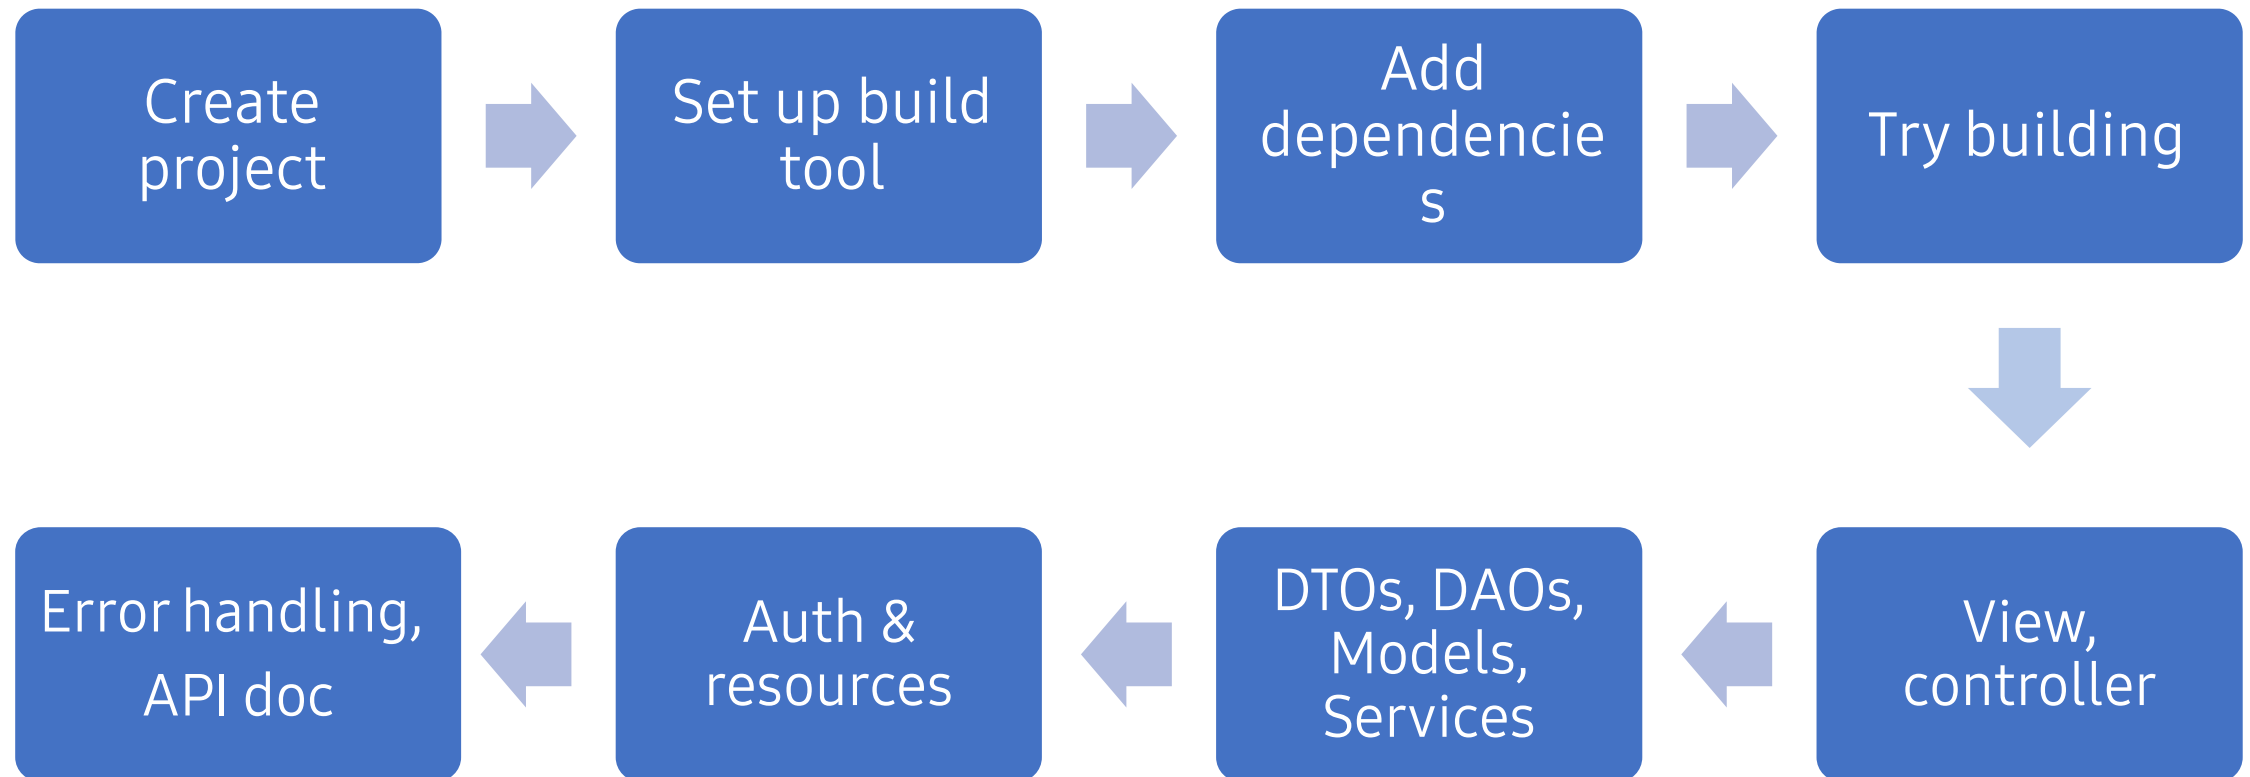 Create
project
Set up build
tool
Add
dependencie
s
Try building
View,
controller
DTOs, DAOs,
Models,
Services
Auth &
resources
Error handling,
API doc